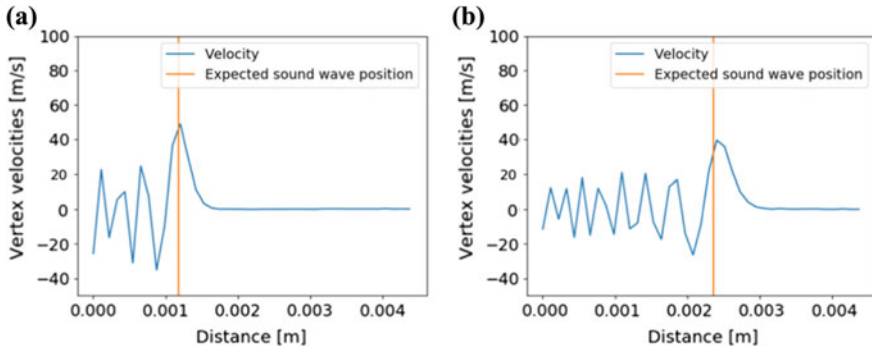 (a)
100
80
60
40
20
0
−20
−40
Vertex velocities [m/s]
Velocity
Expected sound wave position
0.000 0.001 0.002 0.003 0.004
Distance [m]
(b)
100
80
60
40
20
0
−20
−40
Vertex velocities [m/s]
Velocity
Expected sound wave position
0.000 0.001 0.002 0.003 0.004
Distance [m]